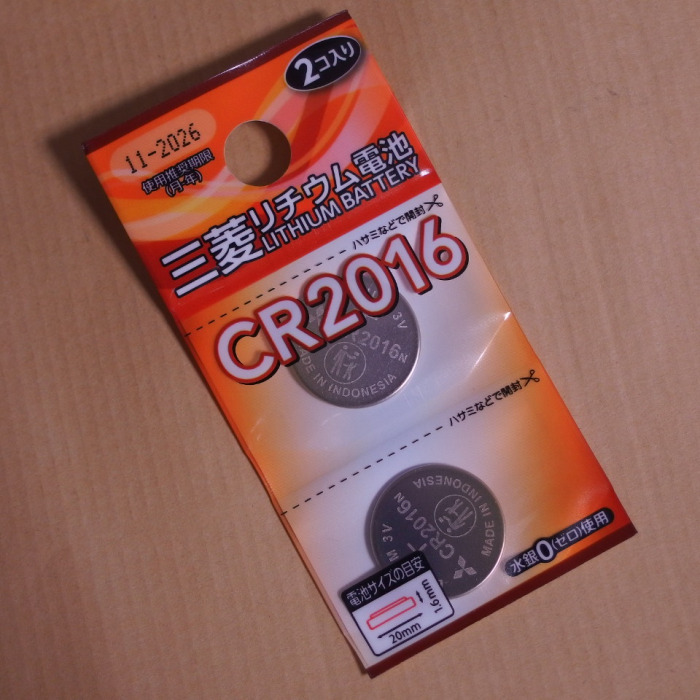 2コ入り
11-2026
使用推奨期限
(月-年)
三菱リチウム電池
LITHIUM BATTERY
ハサミなどで開封
CR2016
3V
R2016N
ADE IN INDONESIA
ハサミなどで開封
MADE IN INDONESIA
CR2016N
3V
水銀0(ゼロ)使用
電池サイズの目安
1.6mm
20mm